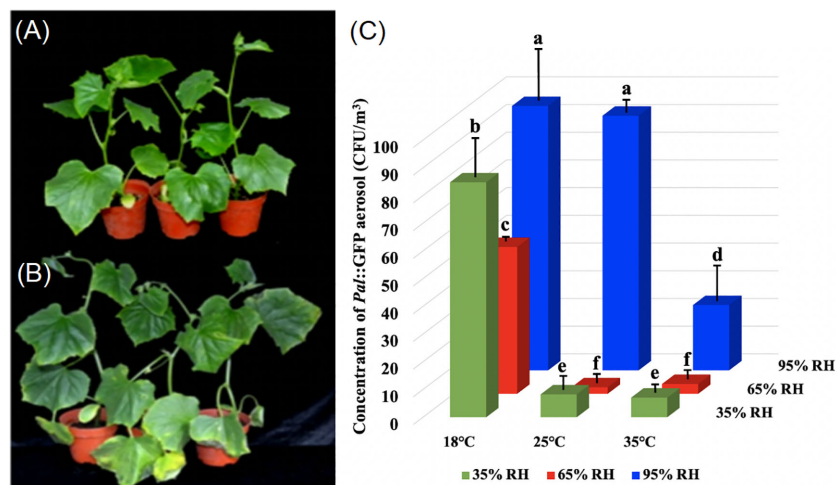 (A)
(B)
(C)
Concentration of Pal::GFP aerosol (CFU/m³)
100
90
80
70
60
50
40
30
20
10
0
b
a
a
c
d
e
f
e
f
18°C
25°C
35°C
95% RH
65% RH
35% RH
35% RH 65% RH 95% RH